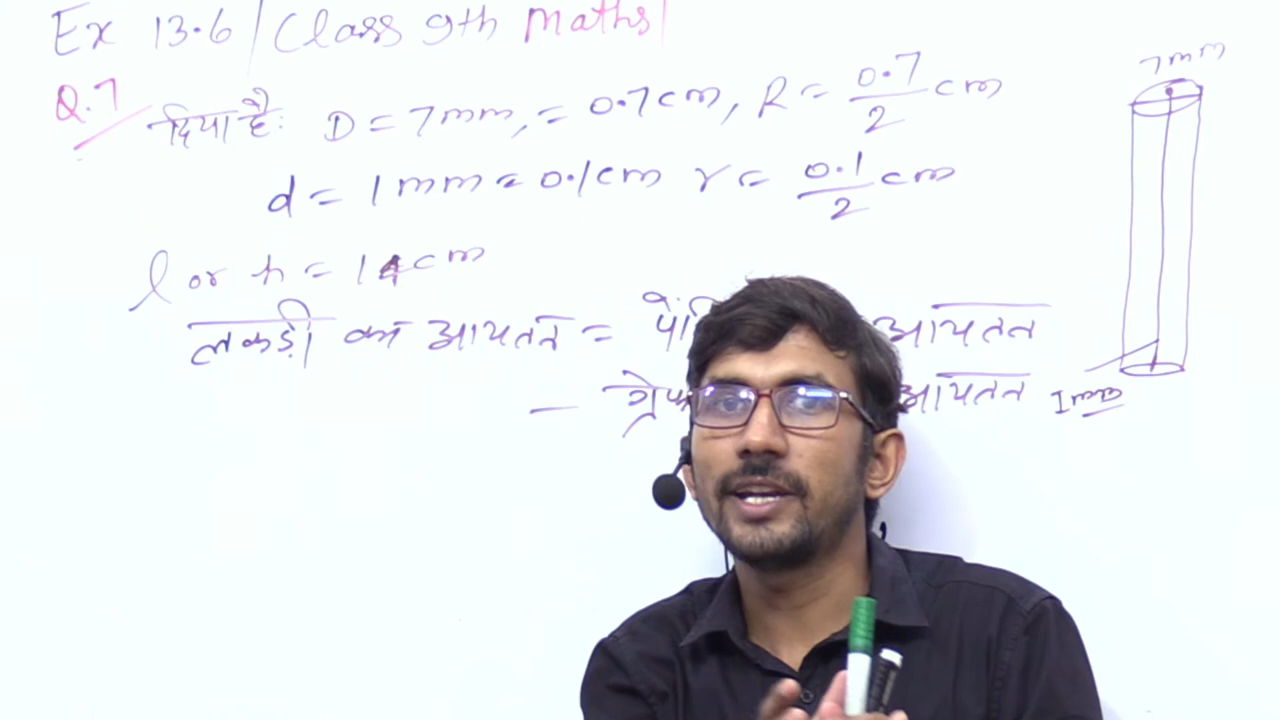 Ex 13.6 | Class 9th Maths |
Q.7
7mm
दिया है: D = 7mm, = 0.7cm, R = 0.7/2 cm
d = 1mm = 0.1cm r = 0.1/2 cm
l or h = 14cm
लकड़ी का आयतन = आयतन
- आयतन 1mm